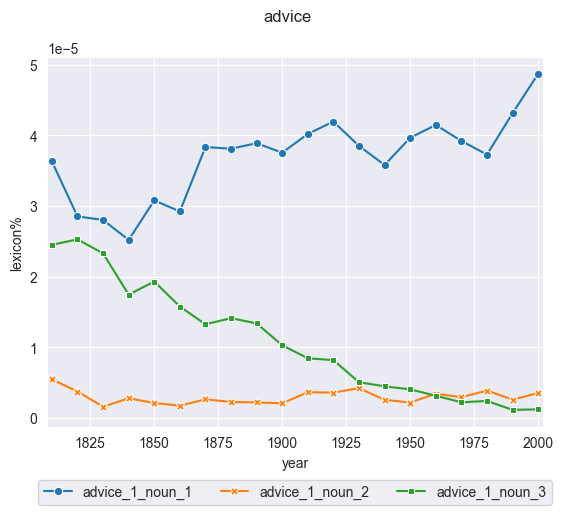 advice
1e−5
5
4
3
2
1
0
lexicon%
1825 1850 1875 1900 1925 1950 1975 2000
year
advice_1_noun_1 advice_1_noun_2 advice_1_noun_3